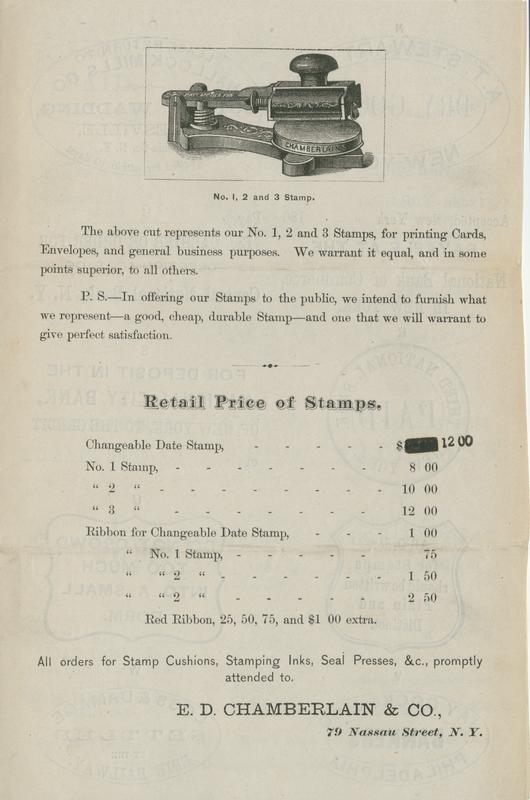 CHAMBERLAIN'S
No. 1, 2 and 3 Stamp.
The above cut represents our No. 1, 2 and 3 Stamps, for printing Cards,
Envelopes, and general business purposes. We warrant it equal, and in some
points superior, to all others.
P. S.—In offering our Stamps to the public, we intend to furnish what
we represent—a good, cheap, durable Stamp—and one that we will warrant to
give perfect satisfaction.
Retail Price of Stamps.
Changeable Date Stamp, - - - - - $ 12 00
No. 1 Stamp, - - - - - - - - 8 00
“ 2 “ - - - - - - - - 10 00
“ 3 “ - - - - - - - - 12 00
Ribbon for Changeable Date Stamp, - - - 1 00
“ No. 1 Stamp, - - - - - - 75
“ “ 2 “ - - - - - - 1 50
“ “ 2 “ - - - - - - 2 50
Red Ribbon, 25, 50, 75, and $1 00 extra.
All orders for Stamp Cushions, Stamping Inks, Seal Presses, &c., promptly
attended to.
E. D. CHAMBERLAIN & CO.,
79 Nassau Street, N. Y.